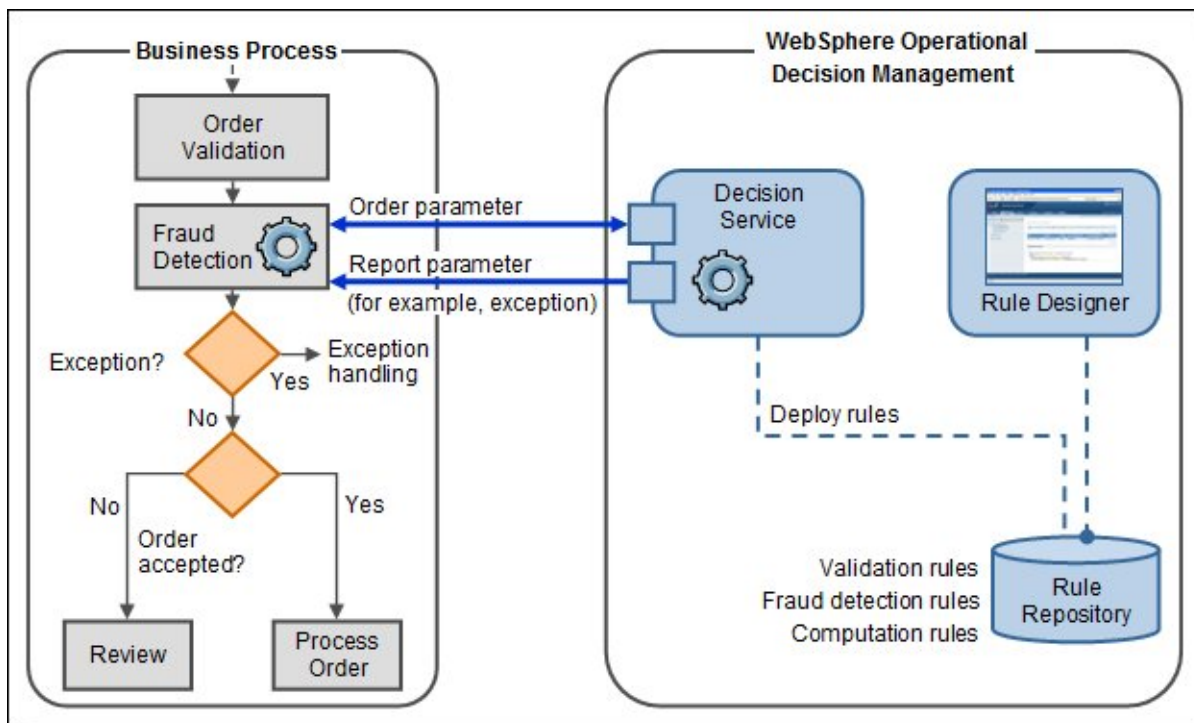 Business Process
Order
Validation
Fraud
Detection
Exception?
Yes
Exception
handling
No
No
Yes
Order
accepted?
Review
Process
Order
Order parameter
Report parameter
(for example, exception)
WebSphere Operational
Decision Management
Decision
Service
Rule Designer
Deploy rules
Validation rules
Fraud detection rules
Computation rules
Rule
Repository